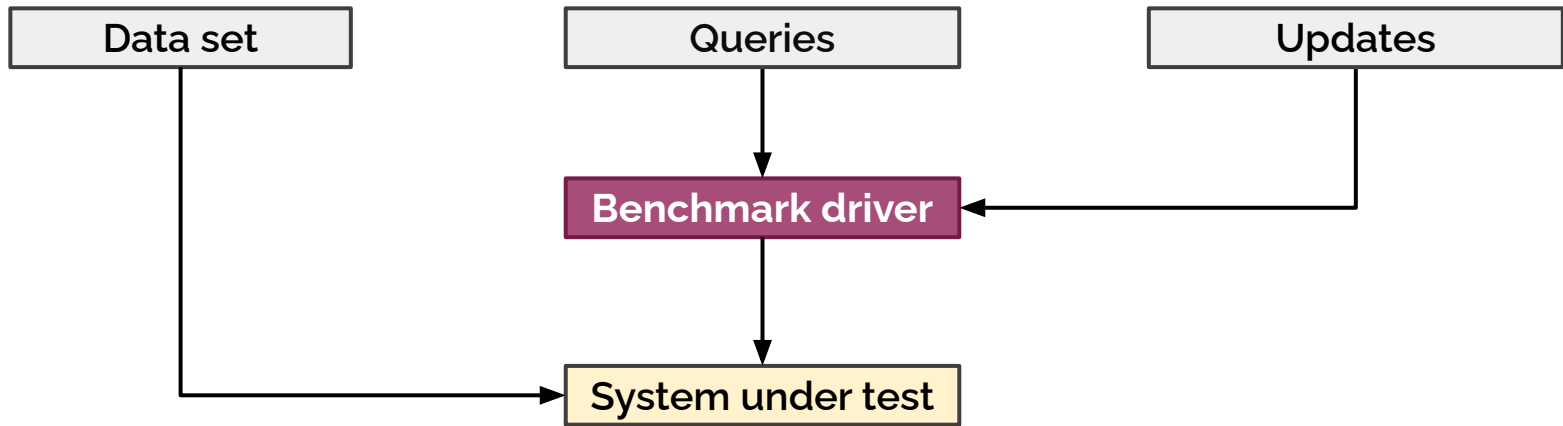 Data set
Queries
Updates
Benchmark driver
System under test